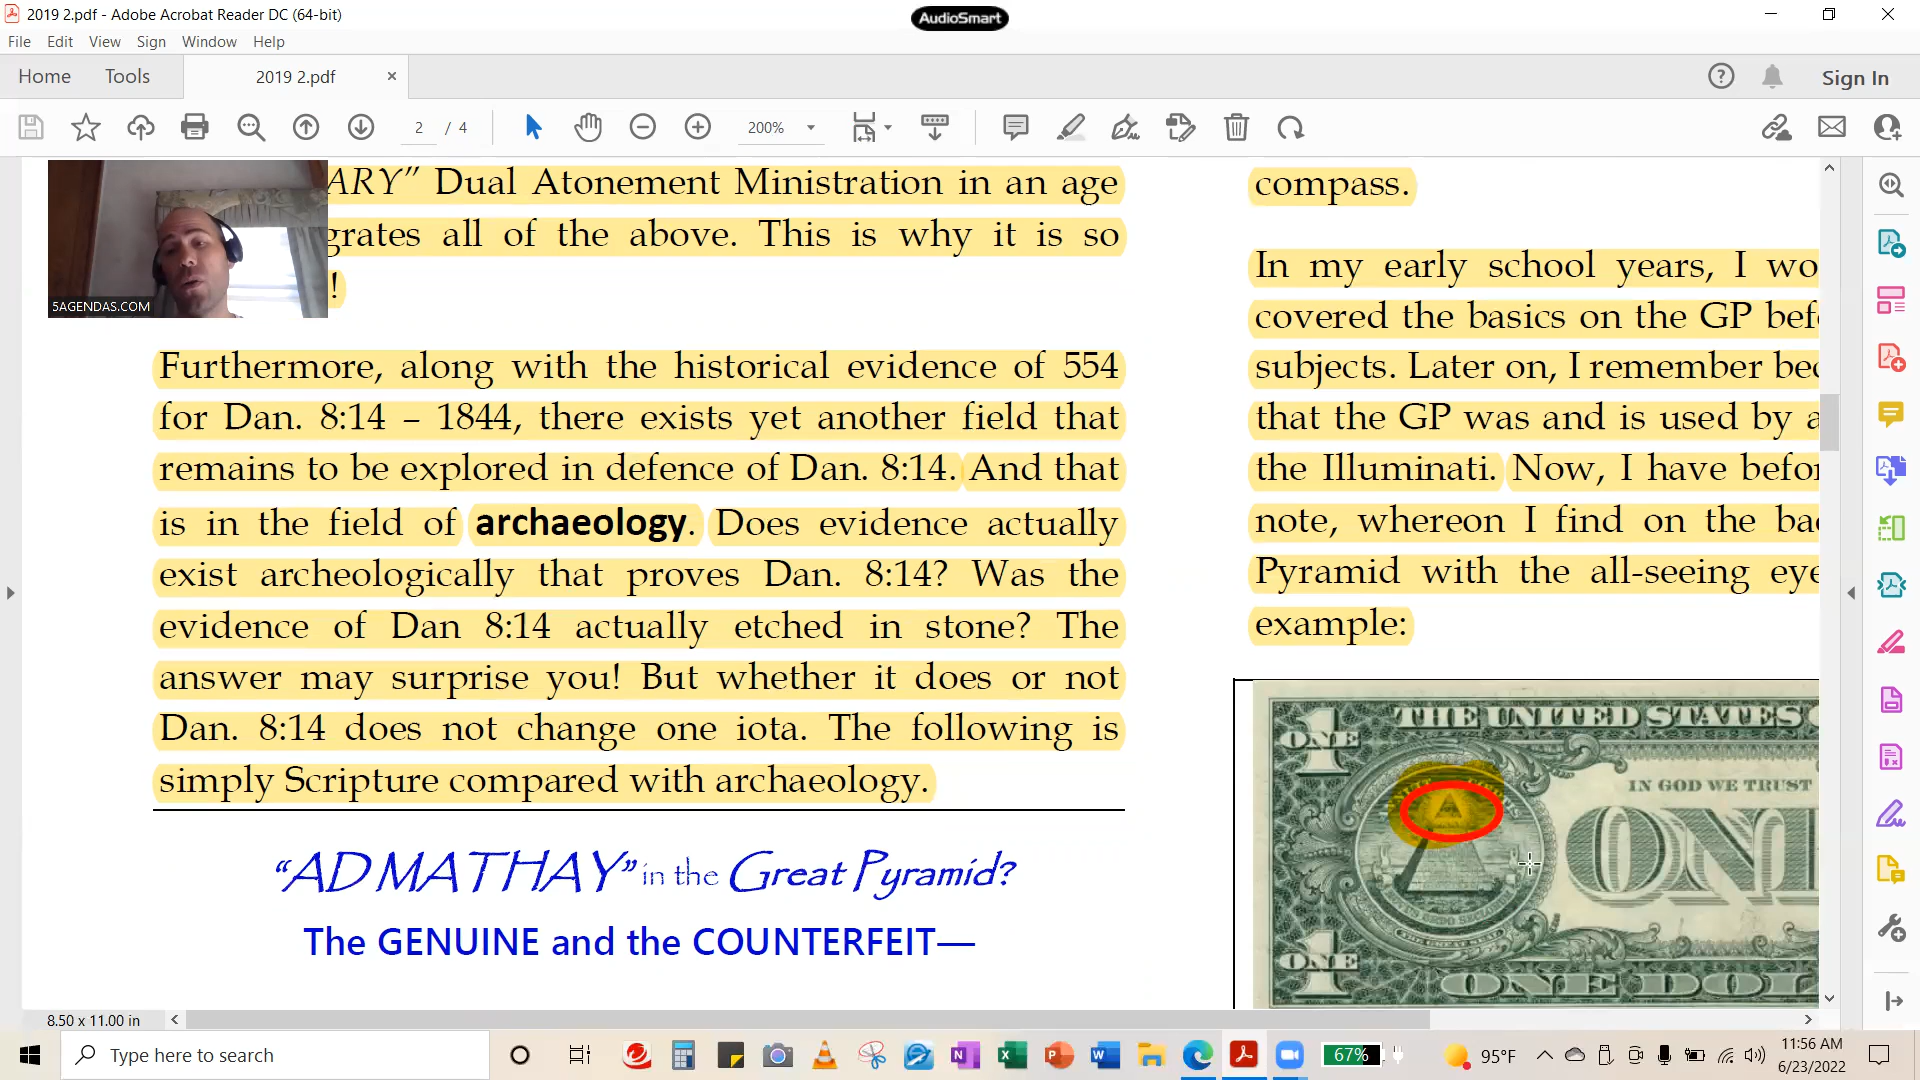 2019 2.pdf - Adobe Acrobat Reader DC (64-bit)
AudioSmart
File Edit View Sign Window Help
Home Tools 2019 2.pdf Sign In
2 / 4 200%
ARY" Dual Atonement Ministration in an age
grates all of the above. This is why it is so
!
5AGENDAS.COM
Furthermore, along with the historical evidence of 554
for Dan. 8:14 – 1844, there exists yet another field that
remains to be explored in defence of Dan. 8:14. And that
is in the field of archaeology. Does evidence actually
exist archeologically that proves Dan. 8:14? Was the
evidence of Dan 8:14 actually etched in stone? The
answer may surprise you! But whether it does or not
Dan. 8:14 does not change one iota. The following is
simply Scripture compared with archaeology.
"AD MATHAY" in the Great Pyramid?
The GENUINE and the COUNTERFEIT—
compass.
In my early school years, I wo
covered the basics on the GP bef
subjects. Later on, I remember bec
that the GP was and is used by a
the Illuminati. Now, I have befor
note, whereon I find on the bac
Pyramid with the all-seeing eye
example:
THE UNITED STATES
1
ONE
IN GOD WE TRUST
ON
ONE
1
ONE DOL
8.50 x 11.00 in
Type here to search
67%
95°F
11:56 AM
6/23/2022